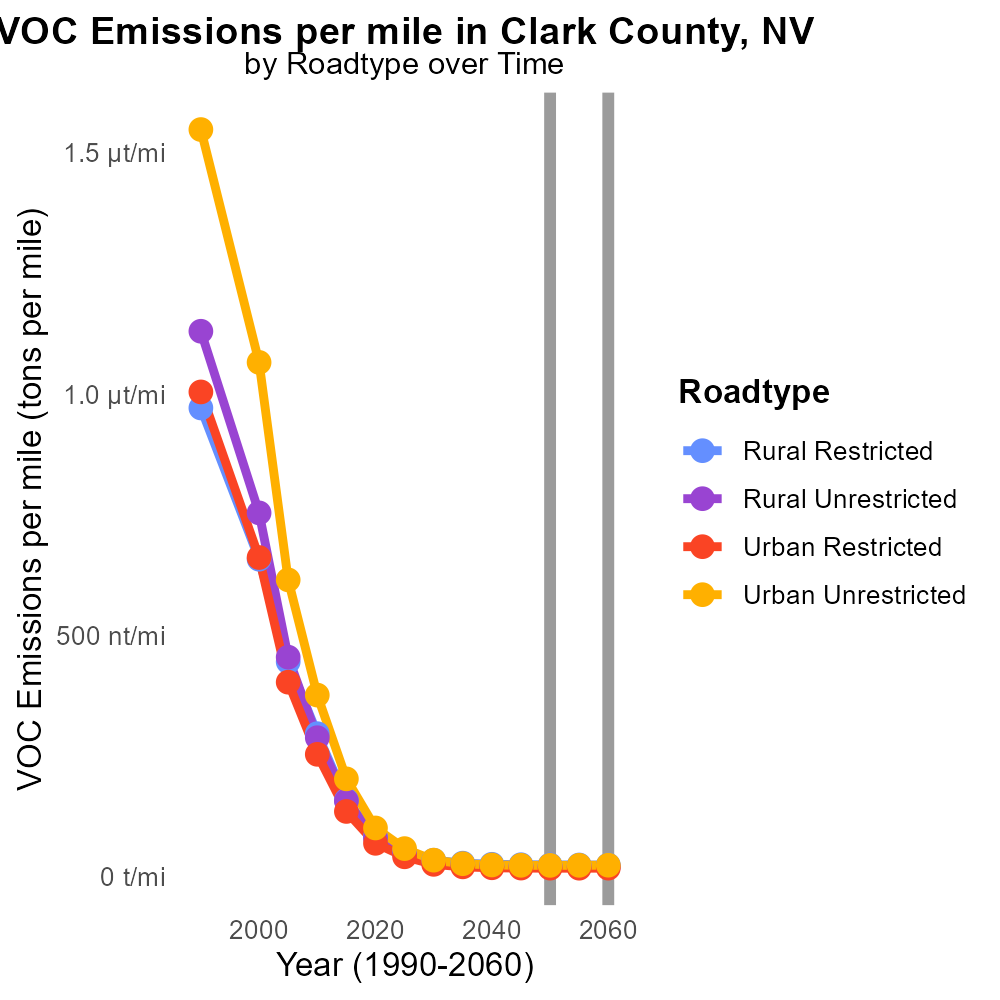 VOC Emissions per mile in Clark County, NV
by Roadtype over Time
VOC Emissions per mile (tons per mile)
1.5 µt/mi
1.0 µt/mi
500 nt/mi
0 t/mi
2000 2020 2040 2060
Year (1990-2060)
Roadtype
Rural Restricted
Rural Unrestricted
Urban Restricted
Urban Unrestricted